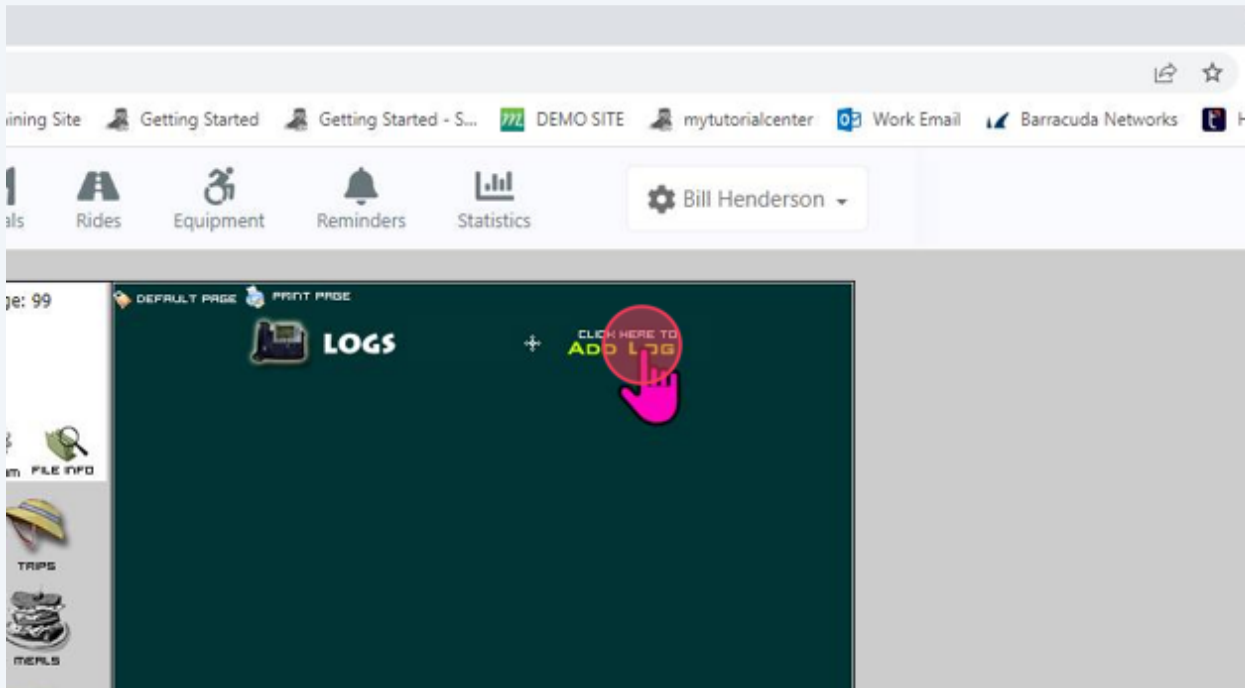 ining Site Getting Started Getting Started - S... DEMO SITE mytutorialcenter Work Email Barracuda Networks H
als Rides Equipment Reminders Statistics Bill Henderson
ge: 99 DEFAULT PAGE PRINT PAGE
LOGS
CLICK HERE TO
ADD LOG
am FILE INFO
TRIPS
MEALS